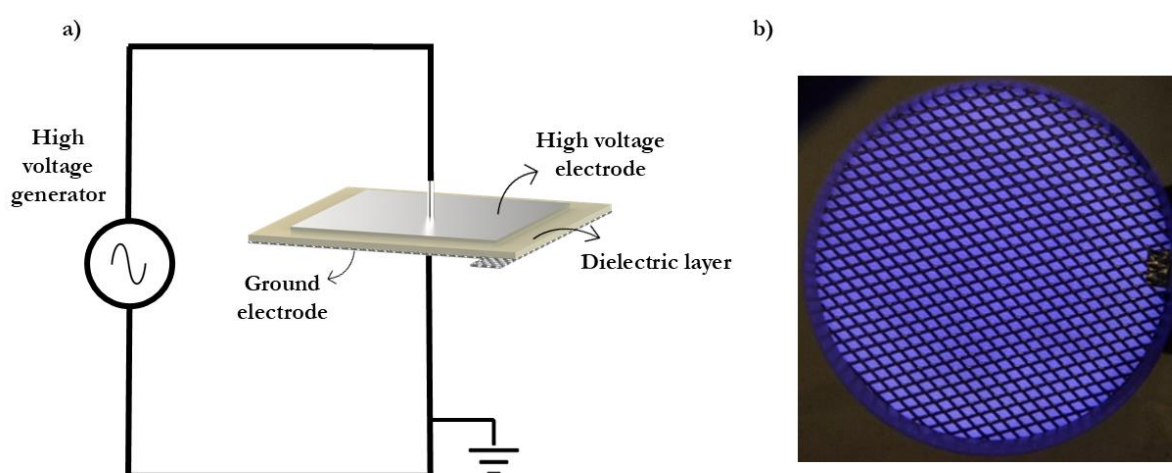 a)
b)
High
voltage
generator
High voltage
electrode
Dielectric layer
Ground
electrode